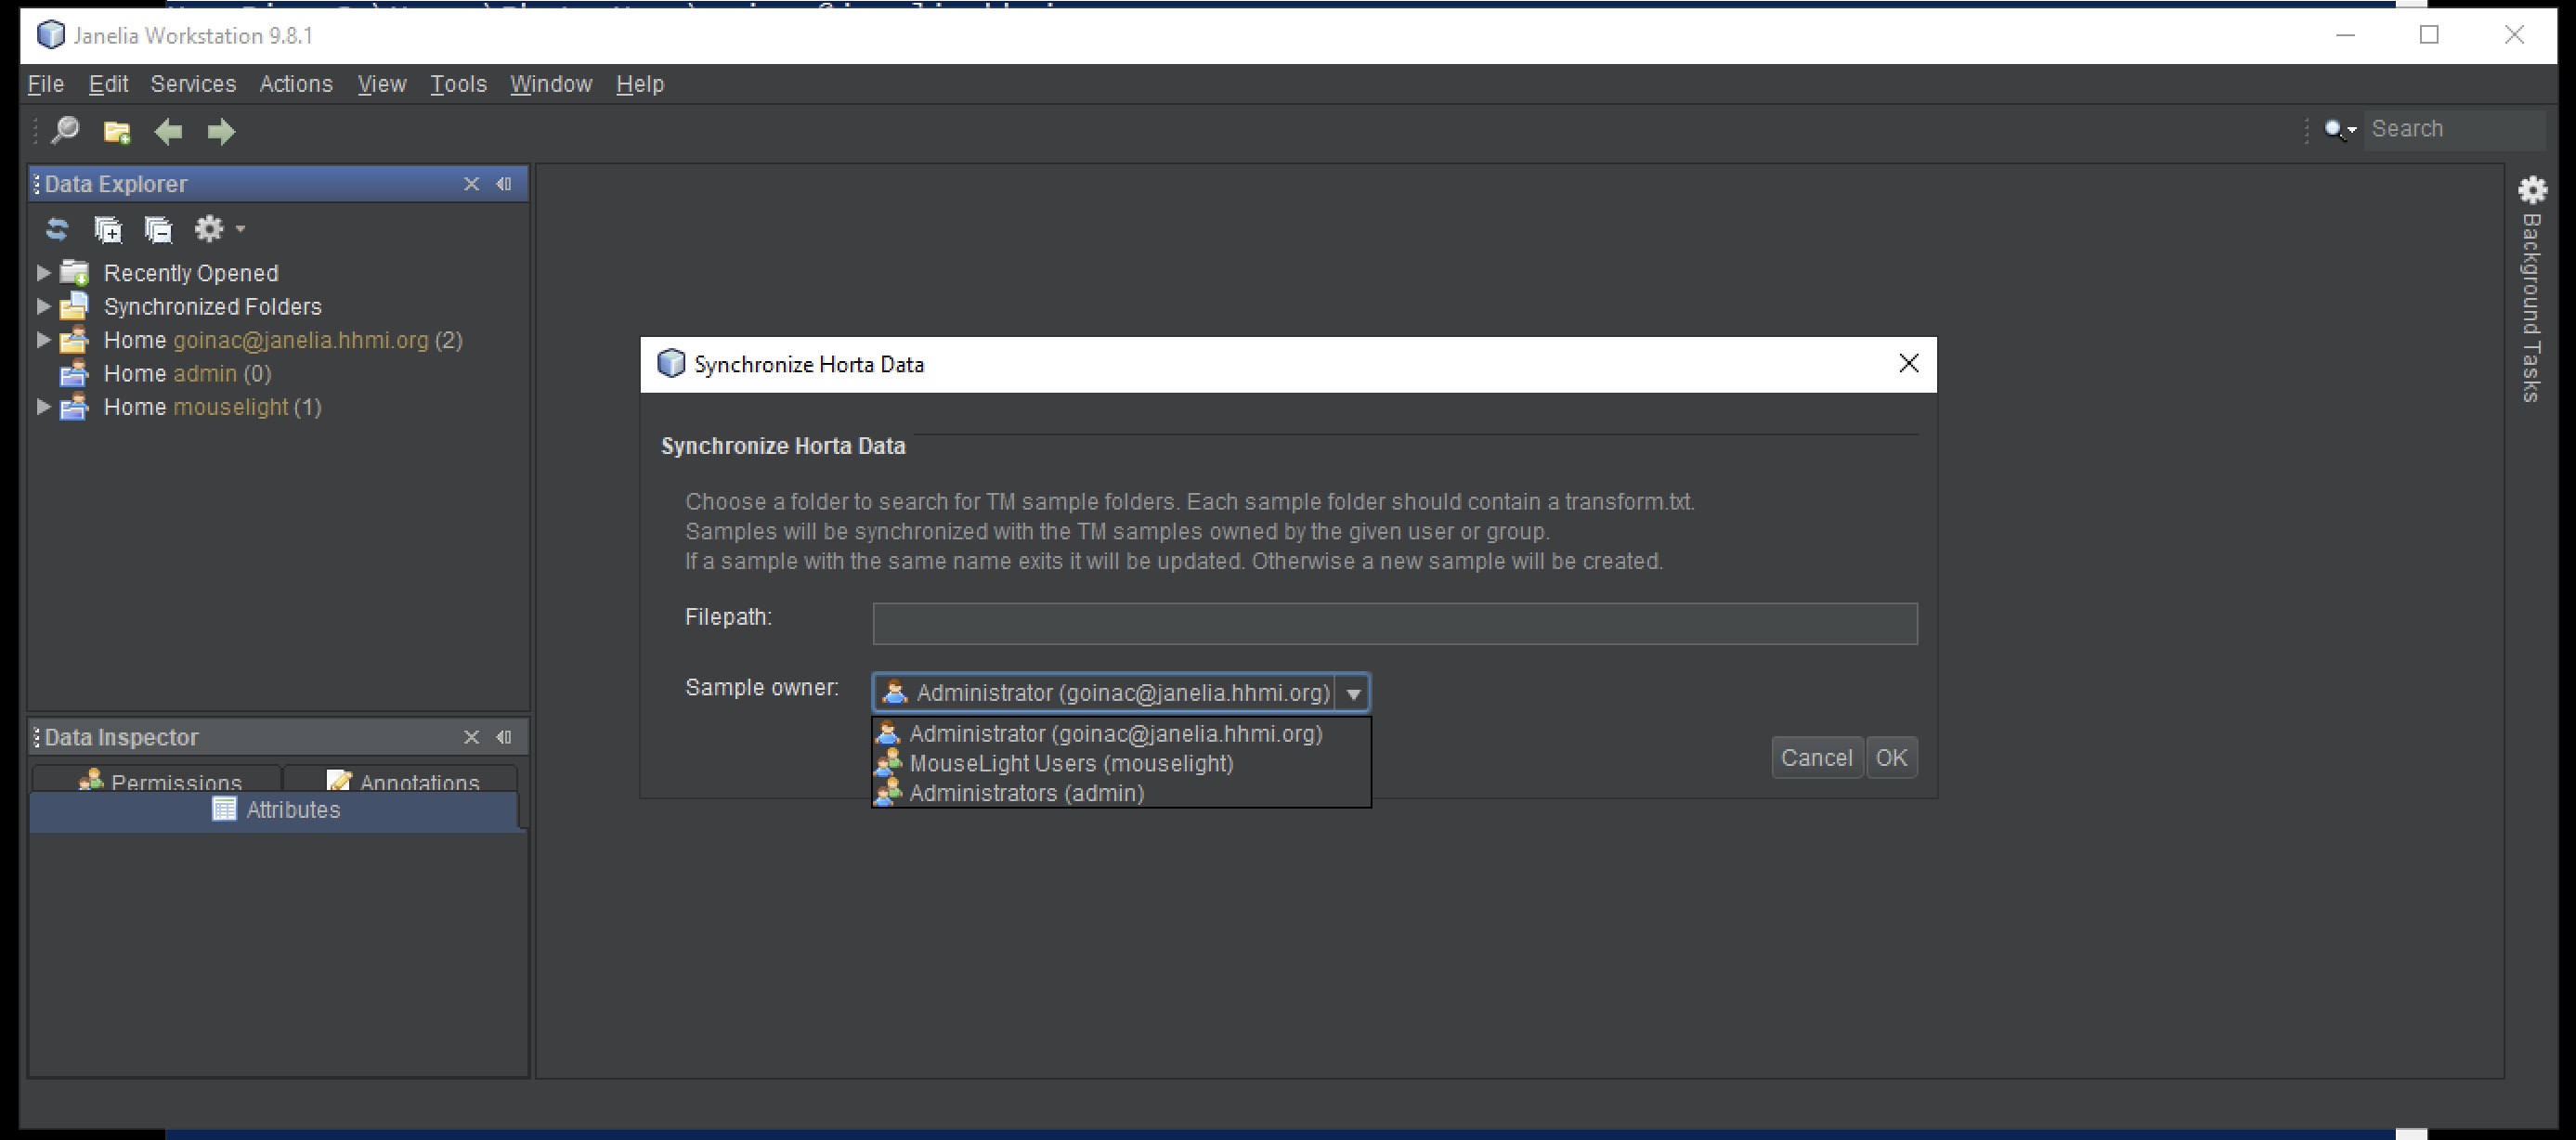 Janelia Workstation 9.8.1
File Edit Services Actions View Tools Window Help
Search
Data Explorer
Recently Opened
Synchronized Folders
Home goinac@janelia.hhmi.org (2)
Home admin (0)
Home mouselight (1)
Data Inspector
Permissions
Annotations
Attributes
Synchronize Horta Data
Synchronize Horta Data
Choose a folder to search for TM sample folders. Each sample folder should contain a transform.txt.
Samples will be synchronized with the TM samples owned by the given user or group.
If a sample with the same name exits it will be updated. Otherwise a new sample will be created.
Filepath:
Sample owner:
Administrator (goinac@janelia.hhmi.org)
Administrator (goinac@janelia.hhmi.org)
MouseLight Users (mouselight)
Administrators (admin)
Cancel OK
Background Tasks